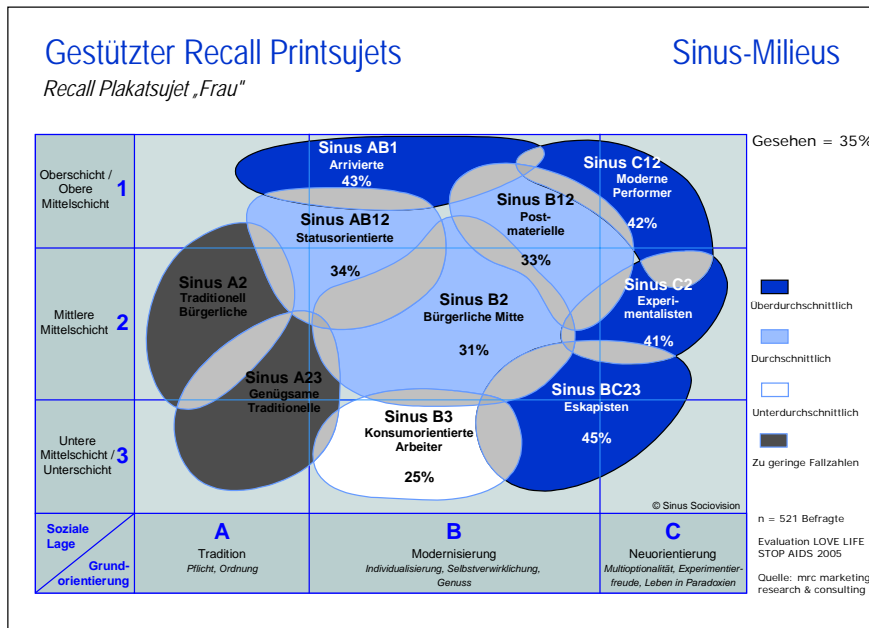 Gestützter Recall Printsujets
Sinus-Milieus
Recall Plakatsujet „Frau"
Gesehen = 35%
Oberschicht /
Obere
Mittelschicht
1
Mittlere
Mittelschicht
2
Untere
Mittelschicht /
Unterschicht
3
Sinus AB1
Arrivierte
43%
Sinus C12
Moderne
Performer
42%
Sinus AB12
Statusorientierte
34%
Sinus B12
Post-
materielle
33%
Sinus A2
Traditionell
Bürgerliche
Sinus B2
Bürgerliche Mitte
31%
Sinus C2
Experi-
mentalisten
41%
Sinus A23
Genügsame
Traditionelle
Sinus B3
Konsumorientierte
Arbeiter
25%
Sinus BC23
Eskapisten
45%
© Sinus Sociovision
Überdurchschnittlich
Durchschnittlich
Unterdurchschnittlich
Zu geringe Fallzahlen
Soziale
Lage
Grund-
orientierung
A
Tradition
Pflicht, Ordnung
B
Modernisierung
Individualisierung, Selbstverwirklichung,
Genuss
C
Neuorientierung
Multioptionalität, Experimentier-
freude, Leben in Paradoxien
n = 521 Befragte
Evaluation LOVE LIFE
STOP AIDS 2005
Quelle: mrc marketing
research & consulting